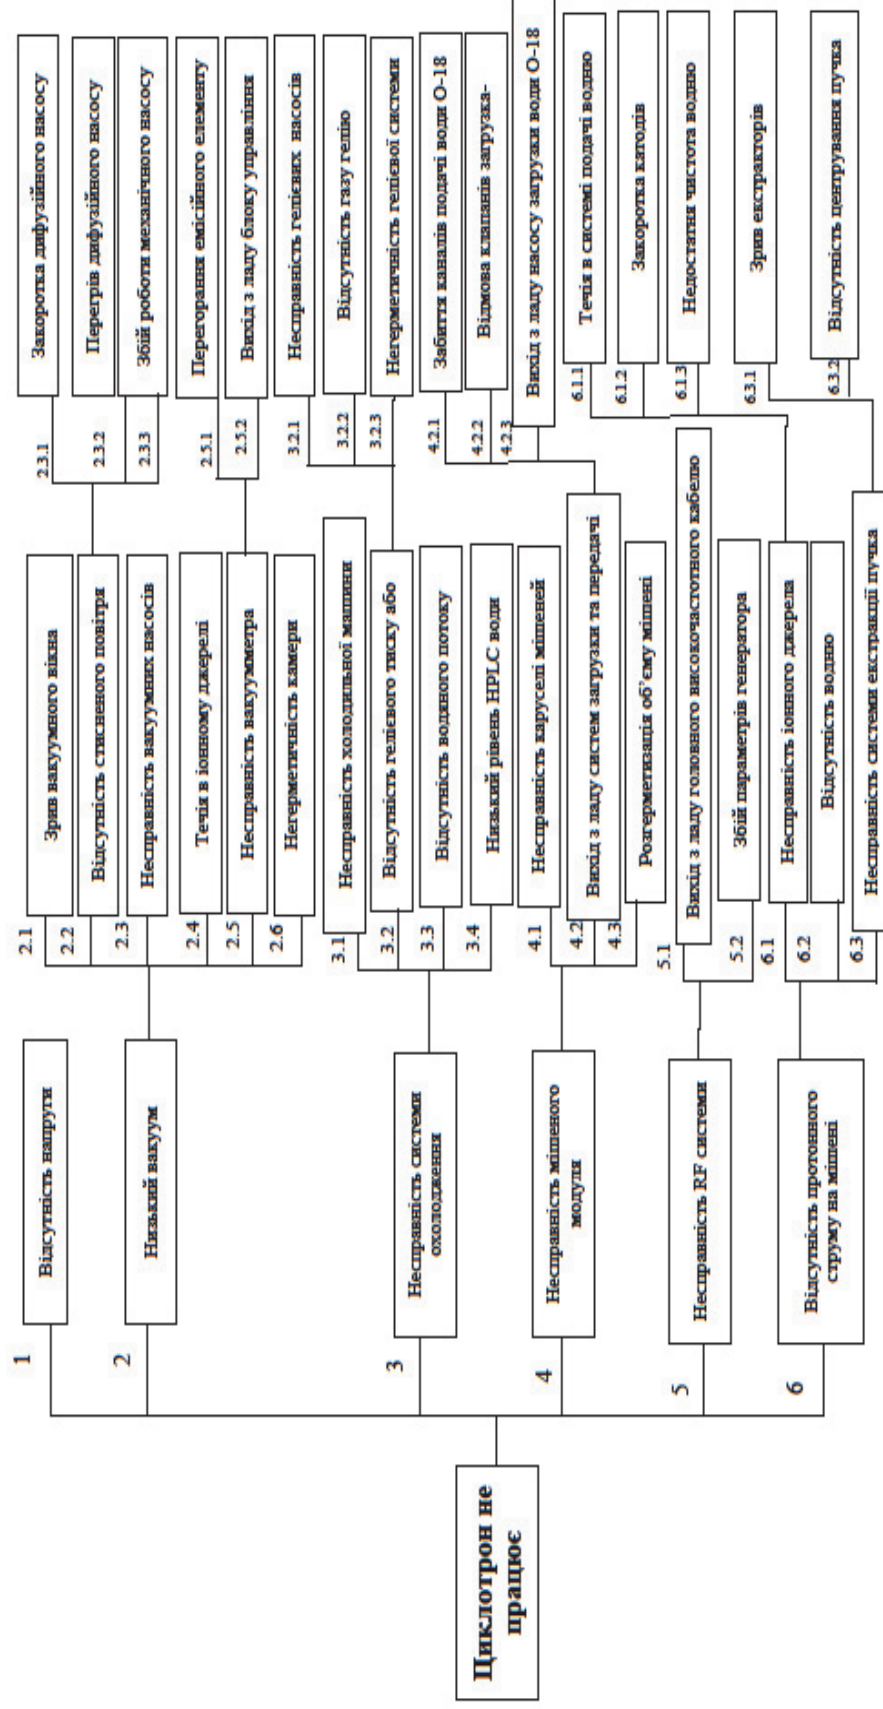 Циклотрон не
працює
1
Відсутність напруги
2
Низький вакуум
3
Несправність системи
охолодження
4
Несправність мішеного
модуля
5
Несправність RF системи
6
Відсутність протонного
струму на мішені
2.1
Зрив вакуумного вікна
2.2
Відсутність стисненого повітря
2.3
Несправність вакуумних насосів
2.4
Течія в іонному джерелі
2.5
Несправність вакуумметра
2.6
Негерметичність камери
3.1
Несправність холодильної машини
3.2
Відсутність гелієвого тиску або
3.3
Відсутність водяного потоку
3.4
Низький рівень HPLC води
4.1
Несправність каруселі мішеней
4.2
Вихід з ладу систем загрузки та передачі
4.3
Розгерметизація об'єму мішені
5.1
Вихід з ладу головного високочастотного кабелю
5.2
Збій параметрів генератора
6.1
Несправність іонного джерела
6.2
Відсутність водню
6.3
Несправність системи екстракції пучка
2.3.1
Закоротка дифузійного насосу
2.3.2
Перегрів дифузійного насосу
2.3.3
Збій роботи механічного насосу
2.5.1
Перегорання емісійного елементу
2.5.2
Вихід з ладу блоку управління
3.2.1
Несправність гелієвих насосів
3.2.2
Відсутність газу гелію
3.2.3
Негерметичність гелієвої системи
4.2.1
Забиття каналів подачі води О-18
4.2.2
Відмова клапанів загрузка-
4.2.3
Вихід з ладу насосу загрузки води О-18
6.1.1
Течія в системі подачі водню
6.1.2
Закоротка катодів
6.1.3
Недостатня чистота водню
6.3.1
Зрив екстракторів
6.3.2
Відсутність центрування пучка